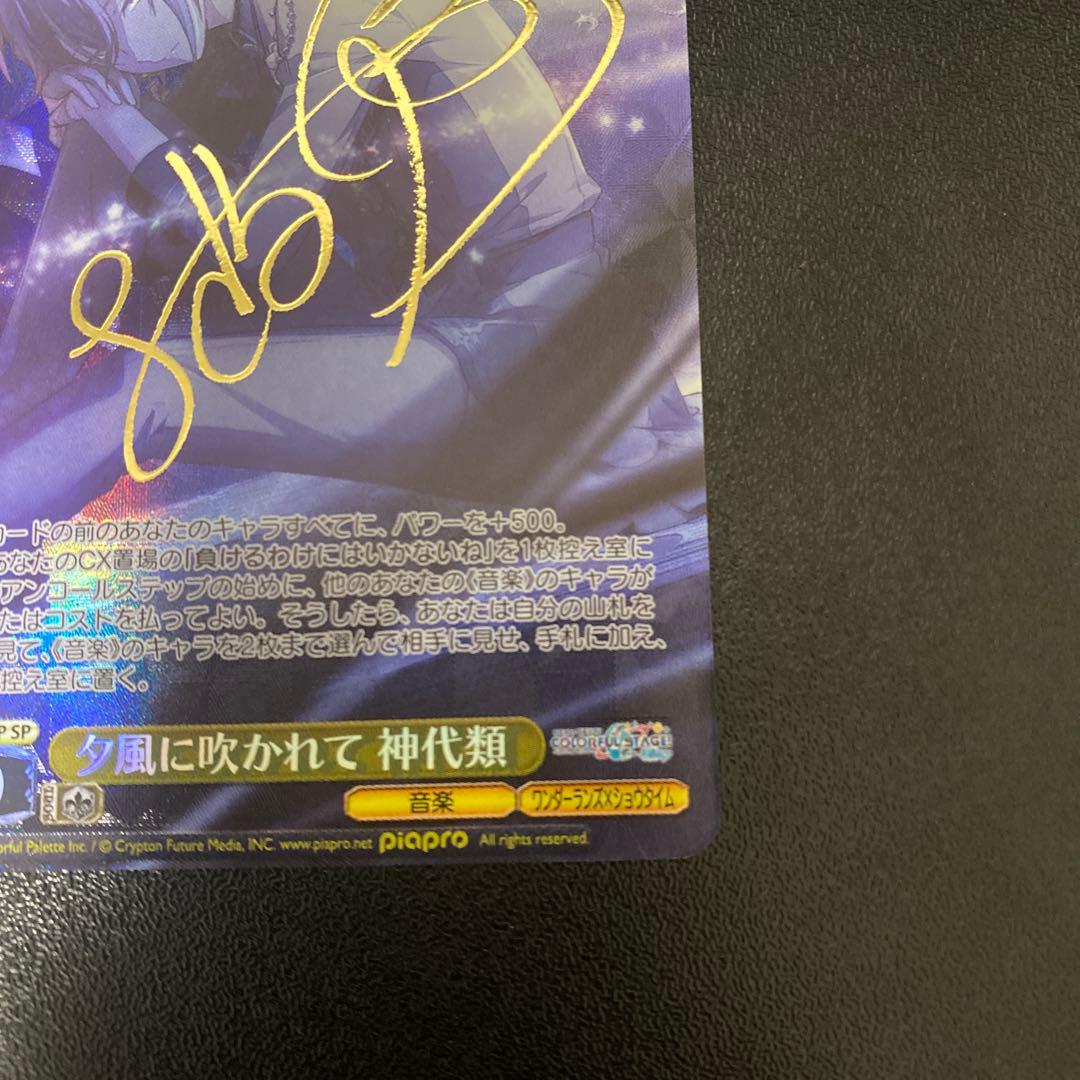 カードの前のあなたのキャラすべてに、パワーを+500。
あなたのCX置場の「負けるわけにはいかないね」を1枚控え室に
アンコールステップの始めに、他のあなたの《音楽》のキャラが
たはコストを払ってよい。そうしたら、あなたは自分の山札を
見て、《音楽》のキャラを2枚まで選んで相手に見せ、手札に加え、
控え室に置く。
P SP
夕風に吹かれて 神代類
COLORFUL STAGE!
音楽
ワンダーランズ×ショウタイム
orful Palette Inc. / © Crypton Future Media, INC. www.piapro.net piapro All rights reserved.